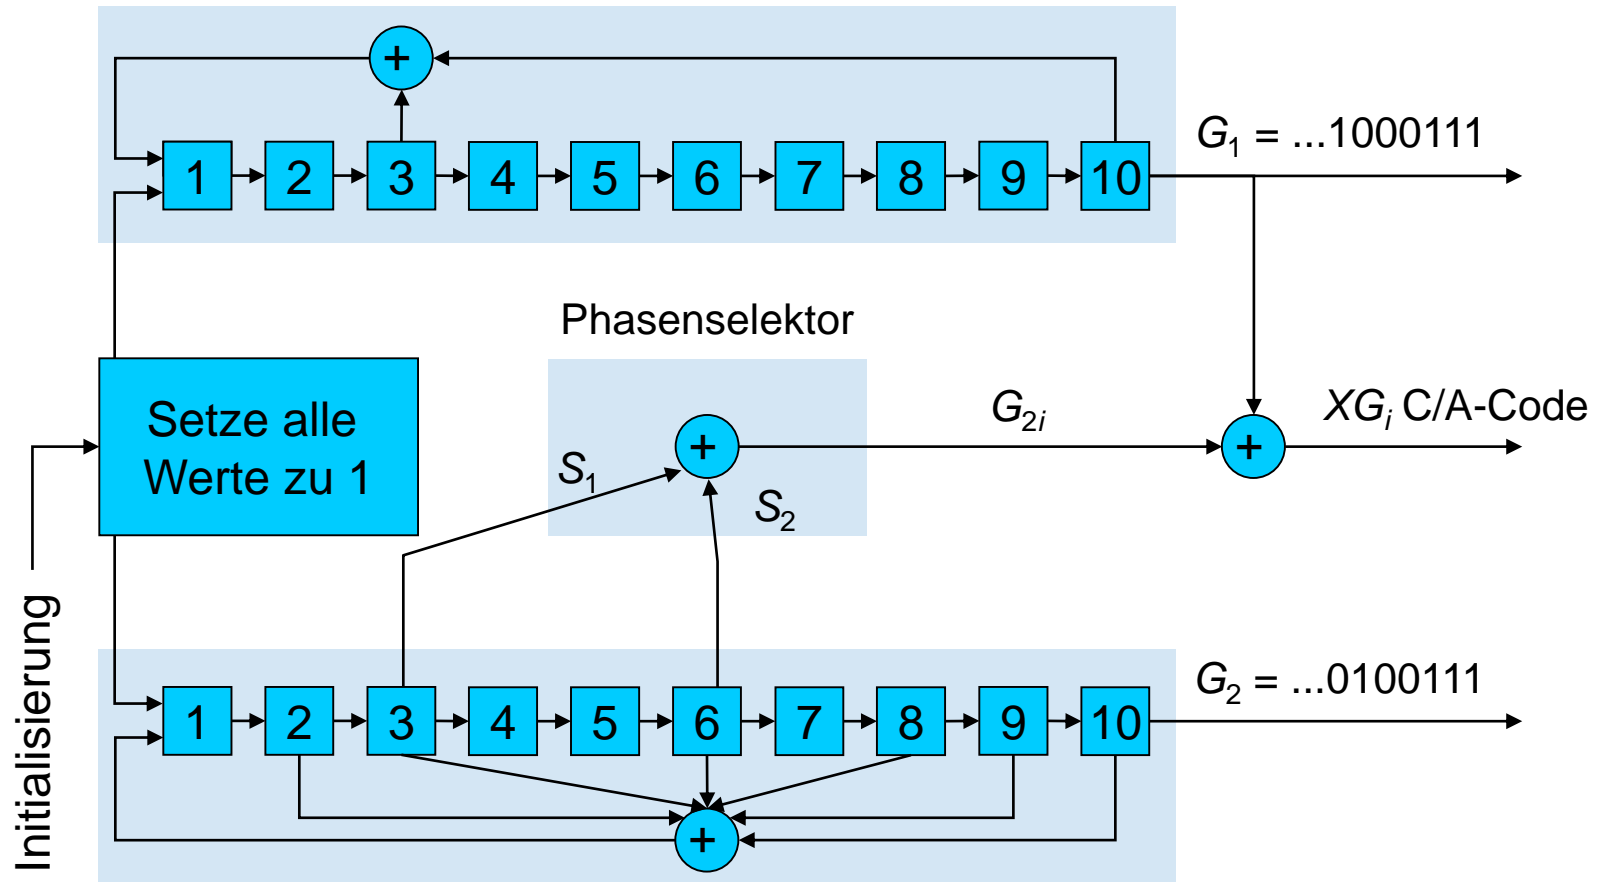 +
1 2 3 4 5 6 7 8 9 10
G₁ = ...1000111
Phasenselektor
Setze alle
Werte zu 1
S₁
+
S₂
G₂ᵢ
+
XGᵢ C/A-Code
Initialisierung
1 2 3 4 5 6 7 8 9 10
G₂ = ...0100111
+